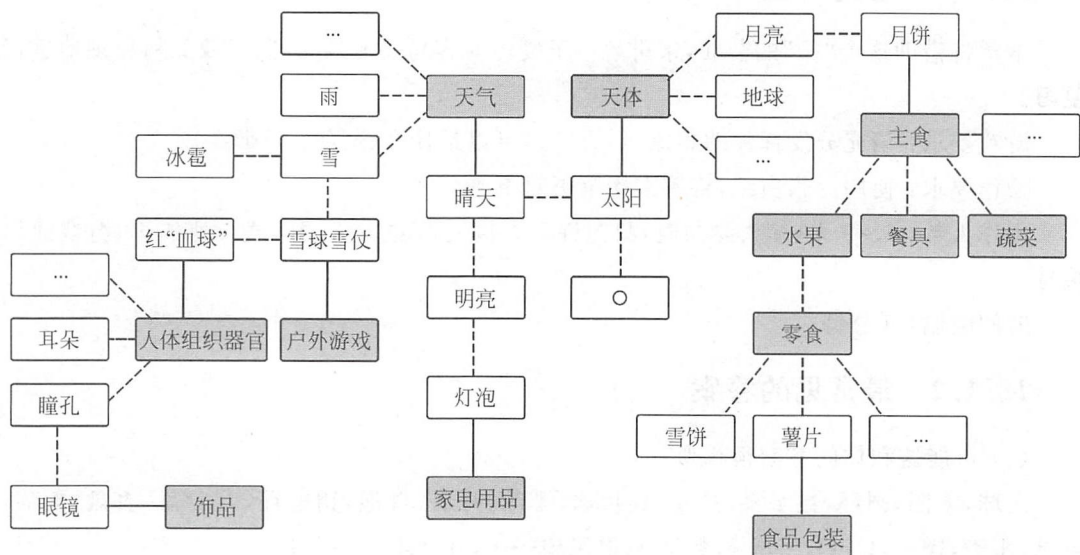 ...
月亮
月饼
雨
天气
天体
地球
主食
...
冰雹
雪
...
晴天
太阳
红“血球”
雪球雪仗
水果
餐具
蔬菜
...
明亮
○
耳朵
人体组织器官
户外游戏
零食
瞳孔
灯泡
雪饼
薯片
...
眼镜
饰品
家电用品
食品包装